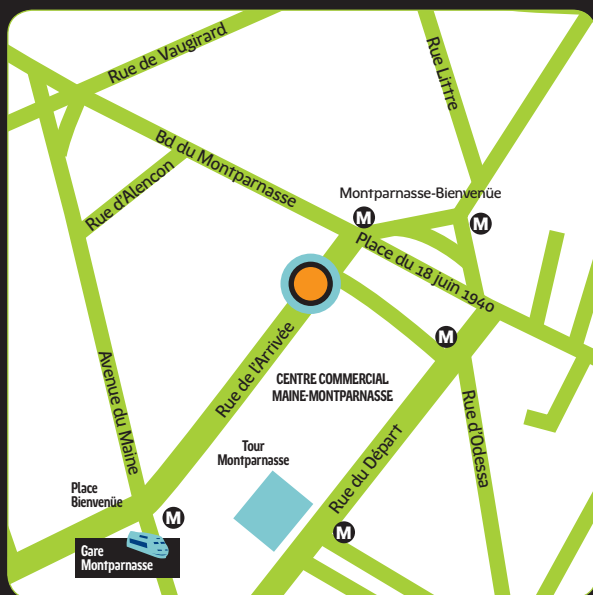 Rue de Vaugirard
Rue Littre
Bd du Montparnasse
Rue d'Alencon
Montparnasse-Bienvenüe
M
M
Place du 18 juin 1940
M
Rue de l'Arrivée
Avenue du Maine
CENTRE COMMERCIAL
MAINE-MONTPARNASSE
Rue d'Odessa
Tour
Montparnasse
Rue du Départ
Place
Bienvenüe
M
M
Gare
Montparnasse